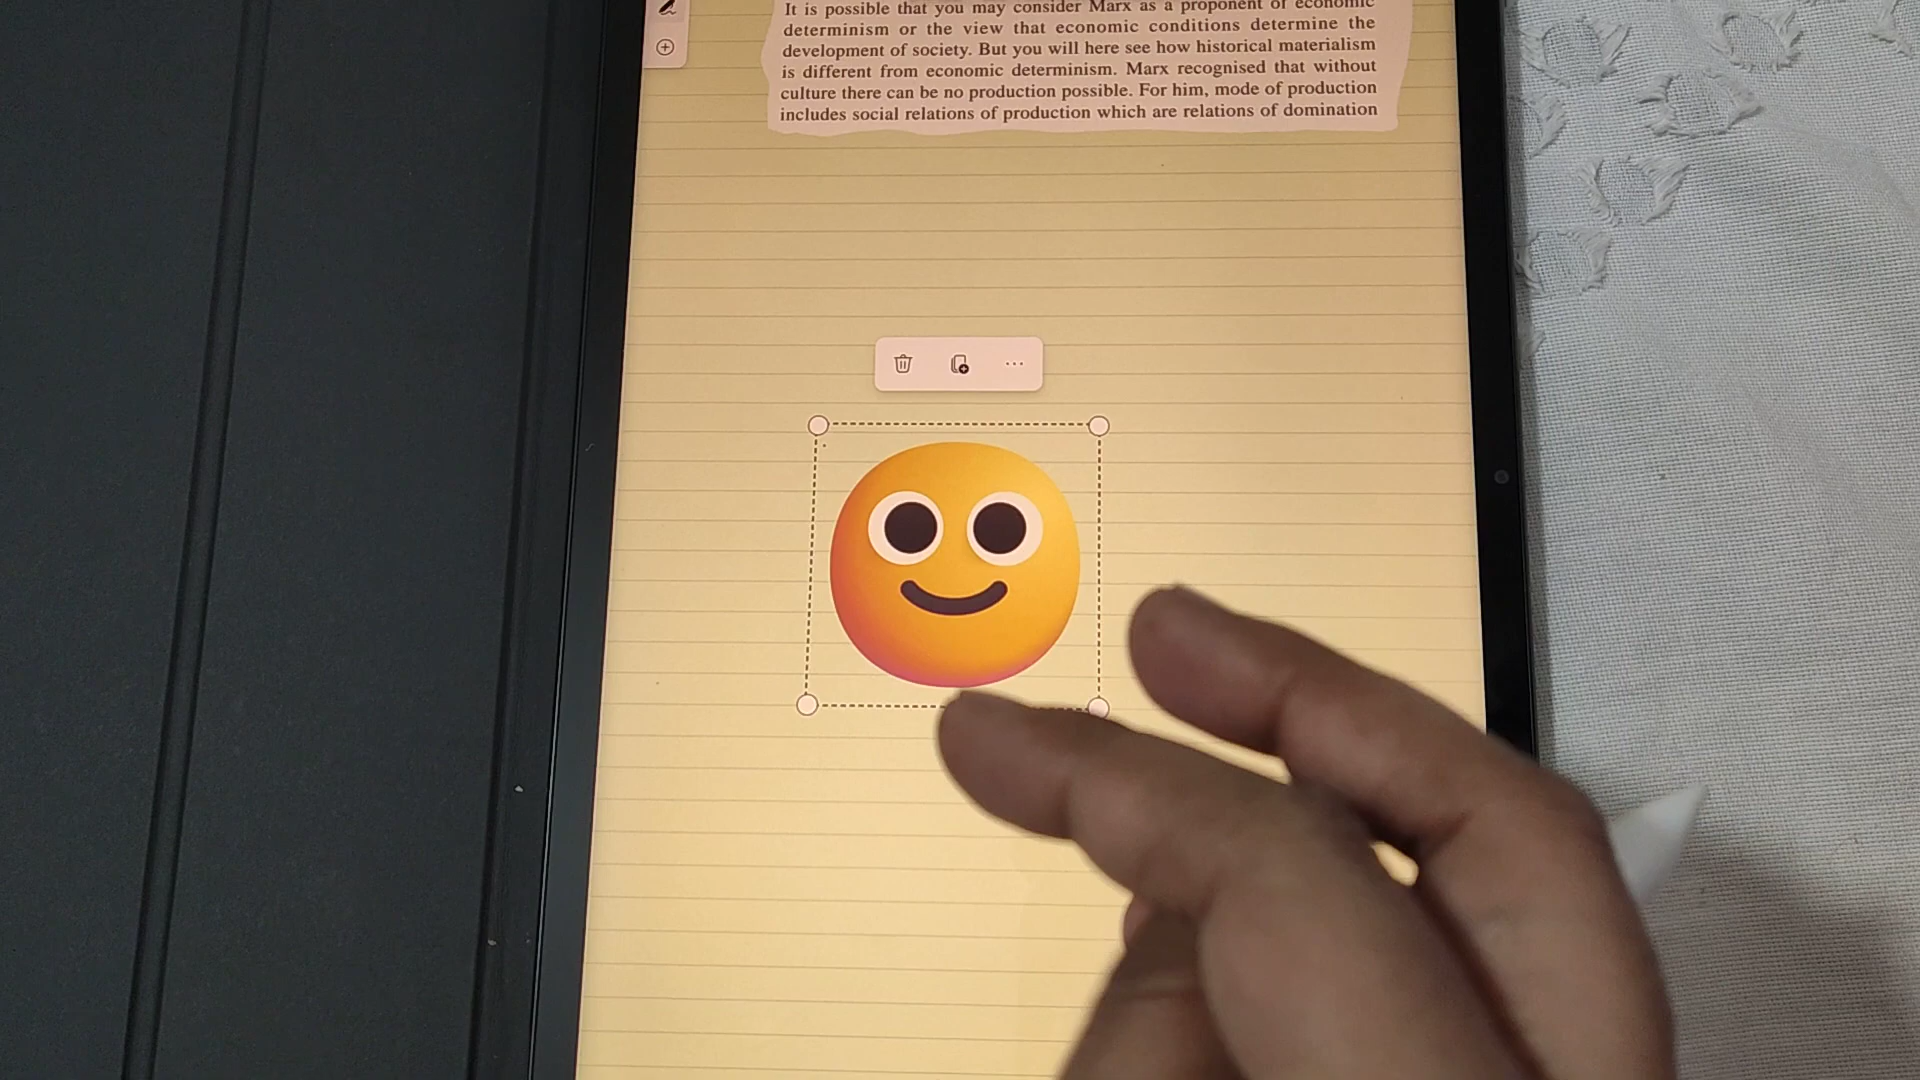 It is possible that you may consider Marx as a proponent of economic
determinism or the view that economic conditions determine the
development of society. But you will here see how historical materialism
is different from economic determinism. Marx recognised that without
culture there can be no production possible. For him, mode of production
includes social relations of production which are relations of domination